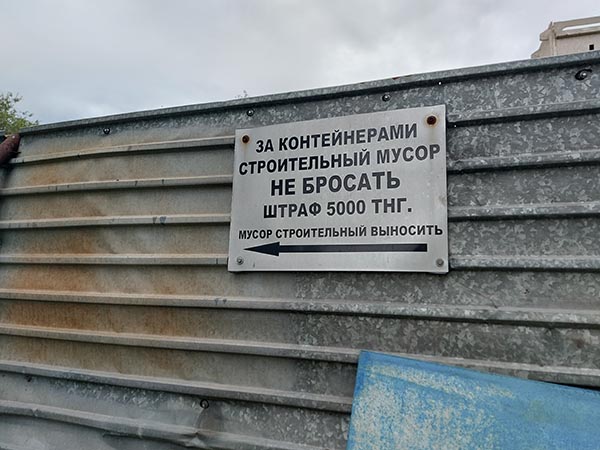 ЗА КОНТЕЙНЕРАМИ
СТРОИТЕЛЬНЫЙ МУСОР
НЕ БРОСАТЬ
ШТРАФ 5000 ТНГ.
МУСОР СТРОИТЕЛЬНЫЙ ВЫНОСИТЬ